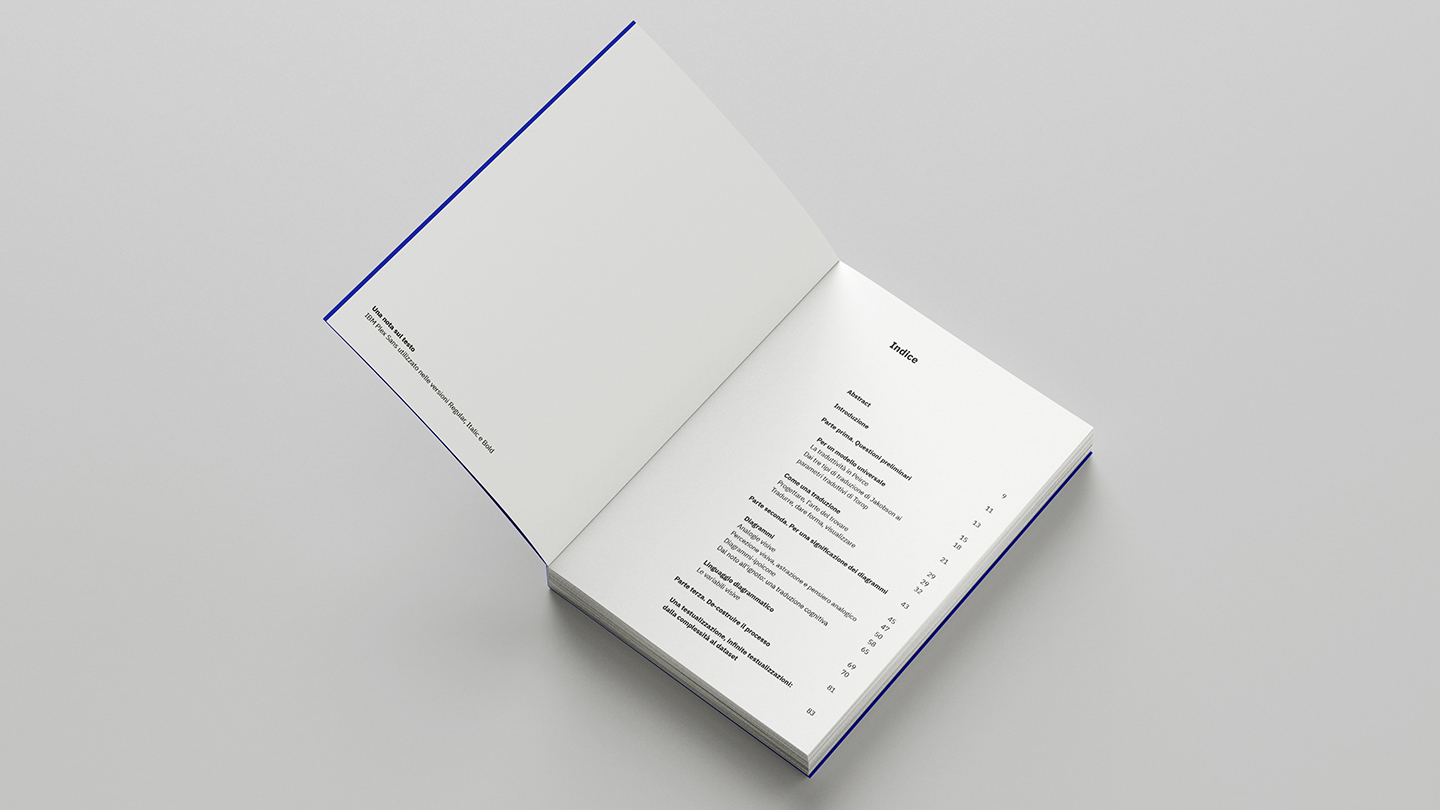 Una nota sul testo
IBM Plex Sans utilizzato nelle versioni Regular, Italic e Bold
Indice
Abstract 9
Introduzione 11
Parte prima. Questioni preliminari 13
Per un modello universale 15
La traduttività in Peirce 18
Dai tre tipi di traduzione di Jakobson ai
parametri traduttivi di Torop 21
Come una traduzione 29
Progettare, l'arte del trovare 29
Tradurre, dare forma, visualizzare 32
Parte seconda. Per una significazione dei diagrammi 43
Diagrammi 45
Analogie visive 47
Percezione visiva, astrazione e pensiero analogico 50
Diagrammi-ipoicone 58
Dal noto all'ignoto: una traduzione cognitiva 65
Linguaggio diagrammatico 69
Le variabili visive 70
Parte terza. De-costruire il processo 81
Una testualizzazione, infinite testualizzazioni:
dalla complessità al dataset 83